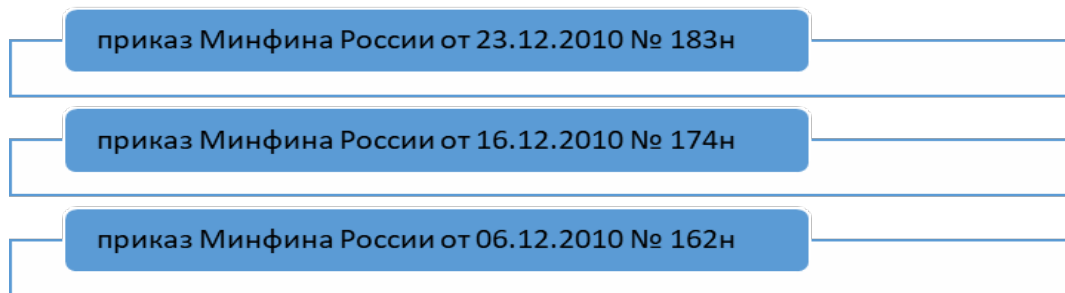 приказ Минфина России от 23.12.2010 № 183н
приказ Минфина России от 16.12.2010 № 174н
приказ Минфина России от 06.12.2010 № 162н